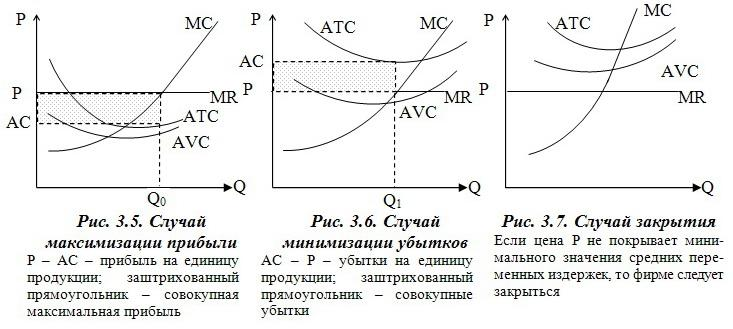 P
MC
P
MR
ATC
AC
AVC
Q0
Q
Рис. 3.5. Случай
максимизации прибыли
P – AC – прибыль на единицу
продукции; заштрихованный
прямоугольник – совокупная
максимальная прибыль
P
ATC
MC
AC
P
MR
AVC
Q1
Q
Рис. 3.6. Случай
минимизации убытков
AC – P – убытки на единицу
продукции; заштрихованный
прямоугольник – совокупные
убытки
P
MC
ATC
AVC
P
MR
Q
Рис. 3.7. Случай закрытия
Если цена P не покрывает мини-
мального значения средних пере-
менных издержек, то фирме следует
закрыться